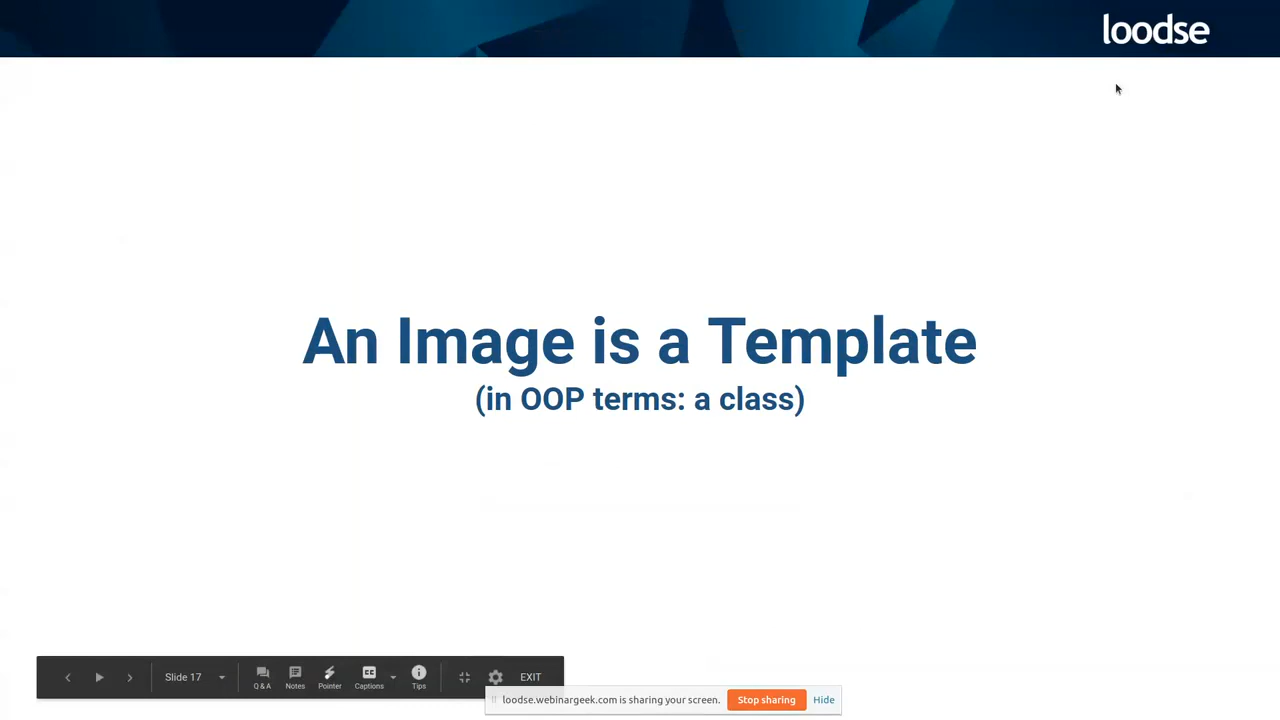 loodse
An Image is a Template
(in OOP terms: a class)
Slide 17
Q & A
Notes
Pointer
Captions
Tips
EXIT
loodse.webinargeek.com is sharing your screen.
Stop sharing
Hide